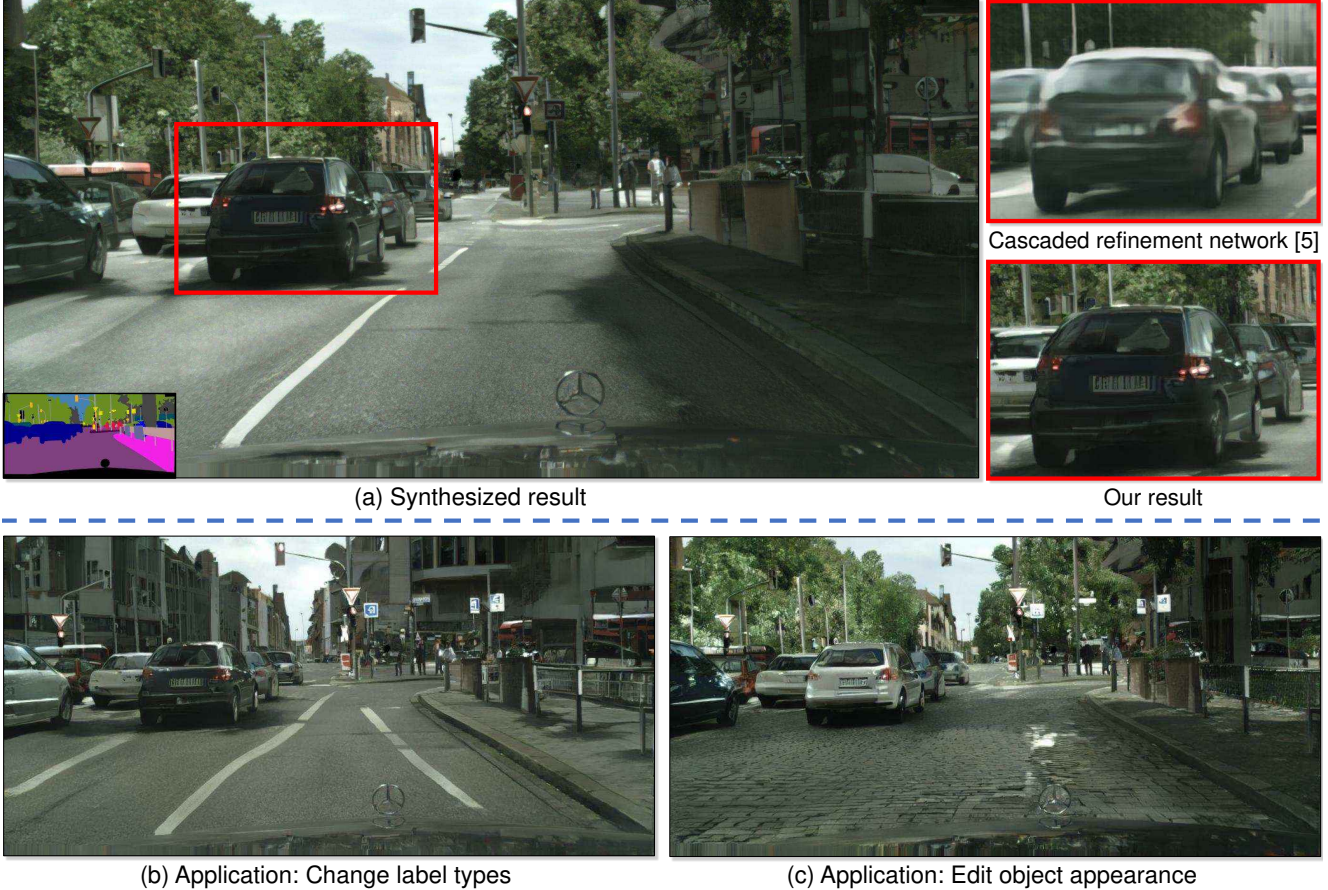 Cascaded refinement network [5]
(a) Synthesized result
Our result
(b) Application: Change label types
(c) Application: Edit object appearance